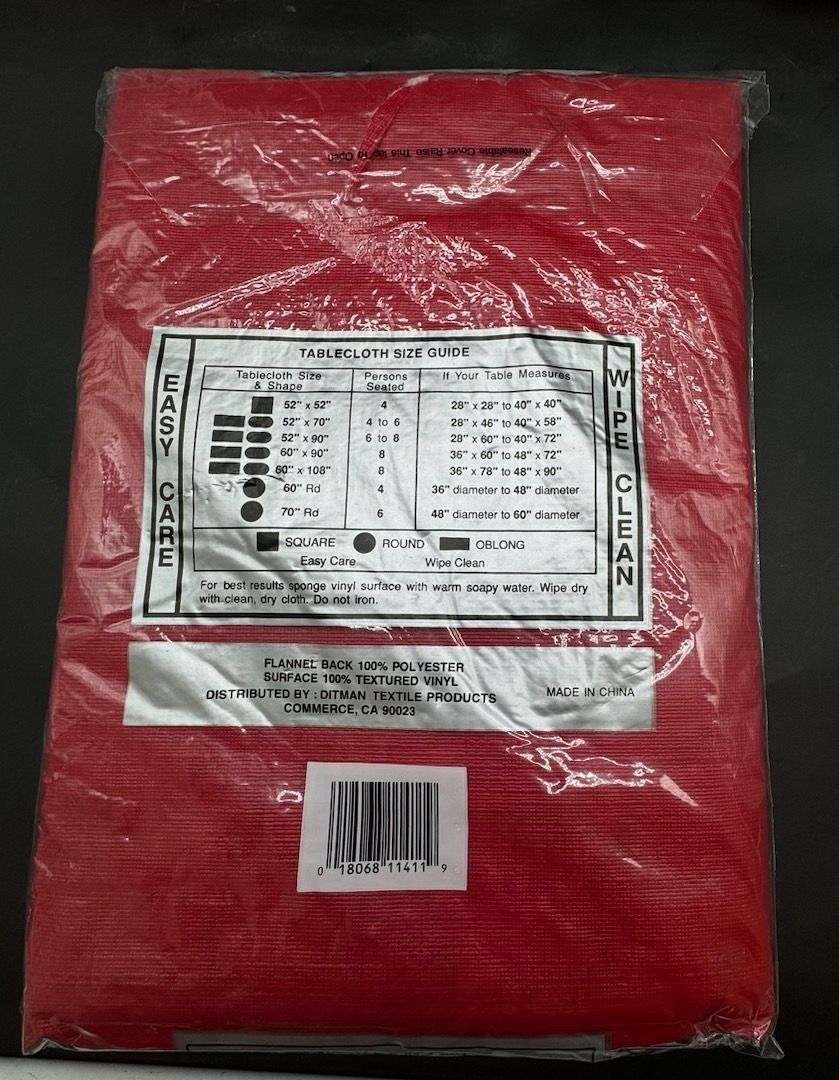 Resealable Cover Raise This lap To Open
TABLECLOTH SIZE GUIDE
EASY CARE
WIPE CLEAN
Tablecloth Size & Shape Persons Seated If Your Table Measures
52" x 52" 4 28" x 28" to 40" x 40"
52" x 70" 4 to 6 28" x 46" to 40" x 58"
52" x 90" 6 to 8 28" x 60" to 40" x 72"
60" x 90" 8 36" x 60" to 48" x 72"
60" x 108" 8 36" x 78" to 48" x 90"
60" Rd 4 36" diameter to 48" diameter
70" Rd 6 48" diameter to 60" diameter
SQUARE ROUND OBLONG
Easy Care Wipe Clean
For best results sponge vinyl surface with warm soapy water. Wipe dry
with clean, dry cloth. Do not iron.
FLANNEL BACK 100% POLYESTER
SURFACE 100% TEXTURED VINYL
DISTRIBUTED BY : DITMAN TEXTILE PRODUCTS MADE IN CHINA
COMMERCE, CA 90023
0 18068 11411 9